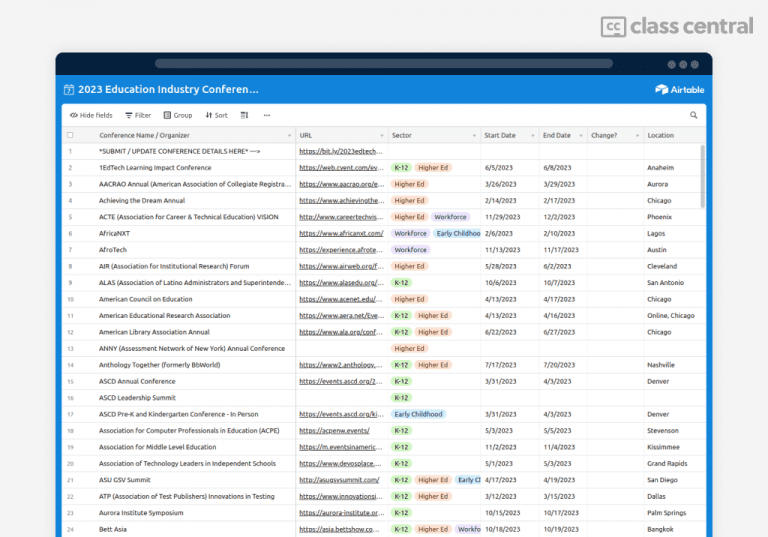 cc class central
2023 Education Industry Conferen...
Airtable
Hide fields Filter Group Sort ...
Conference Name / Organizer URL Sector Start Date End Date Change? Location
1 *SUBMIT / UPDATE CONFERENCE DETAILS HERE* —> https://bit.ly/2023edtech...
2 1EdTech Learning Impact Conference https://web.cvent.com/ev... K-12 Higher Ed 6/5/2023 6/8/2023 Anaheim
3 AACRAO Annual (American Association of Collegiate Registra... https://www.aacrao.org/e... Higher Ed 3/26/2023 3/29/2023 Aurora
4 Achieving the Dream Annual https://www.achievingthe... Higher Ed 2/14/2023 2/17/2023 Chicago
5 ACTE (Association for Career & Technical Education) VISION http://www.careertechvis... Higher Ed Workforce 11/29/2023 12/2/2023 Phoenix
6 AfricaNXT https://www.africanxt.com/ Workforce Early Childhoo 2/6/2023 2/10/2023 Lagos
7 AfroTech https://experience.afrote... Workforce 11/13/2023 11/17/2023 Austin
8 AIR (Association for Institutional Research) Forum https://www.airweb.org/f... Higher Ed 5/28/2023 6/2/2023 Cleveland
9 ALAS (Association of Latino Administrators and Superintende... https://www.alasedu.org/... K-12 10/6/2023 10/7/2023 San Antonio
10 American Council on Education https://www.acenet.edu/... Higher Ed 4/13/2023 4/17/2023 Chicago
11 American Educational Research Association https://www.aera.net/Eve... K-12 Higher Ed 4/13/2023 4/16/2023 Online, Chicago
12 American Library Association Annual https://www.ala.org/conf... K-12 Higher Ed 6/22/2023 6/27/2023 Chicago
13 ANNY (Assessment Network of New York) Annual Conference Higher Ed
14 Anthology Together (formerly BbWorld) https://www2.anthology.... K-12 Higher Ed 7/17/2023 7/20/2023 Nashville
15 ASCD Annual Conference https://events.ascd.org/2... K-12 3/31/2023 4/3/2023 Denver
16 ASCD Leadership Summit K-12
17 ASCD Pre-K and Kindergarten Conference - In Person https://events.ascd.org/ki... Early Childhood 3/31/2023 4/3/2023 Denver
18 Association for Computer Professionals in Education (ACPE) https://acpenw.events/ K-12 5/3/2023 5/5/2023 Stevenson
19 Association for Middle Level Education https://m.eventsinameric... K-12 11/2/2023 11/4/2023 Kissimmee
20 Association of Technology Leaders in Independent Schools https://www.devosplace... K-12 5/1/2023 5/3/2023 Grand Rapids
21 ASU GSV Summit http://asugsvsummit.com/ K-12 Higher Ed Early Cl 4/17/2023 4/19/2023 San Diego
22 ATP (Association of Test Publishers) Innovations in Testing https://www.innovationsi... K-12 Higher Ed 3/12/2023 3/15/2023 Dallas
23 Aurora Institute Symposium https://aurora-institute.or... K-12 10/15/2023 10/17/2023 Palm Springs
24 Bett Asia https://asia.bettshow.co... K-12 Higher Ed Workfo 10/18/2023 10/19/2023 Bangkok